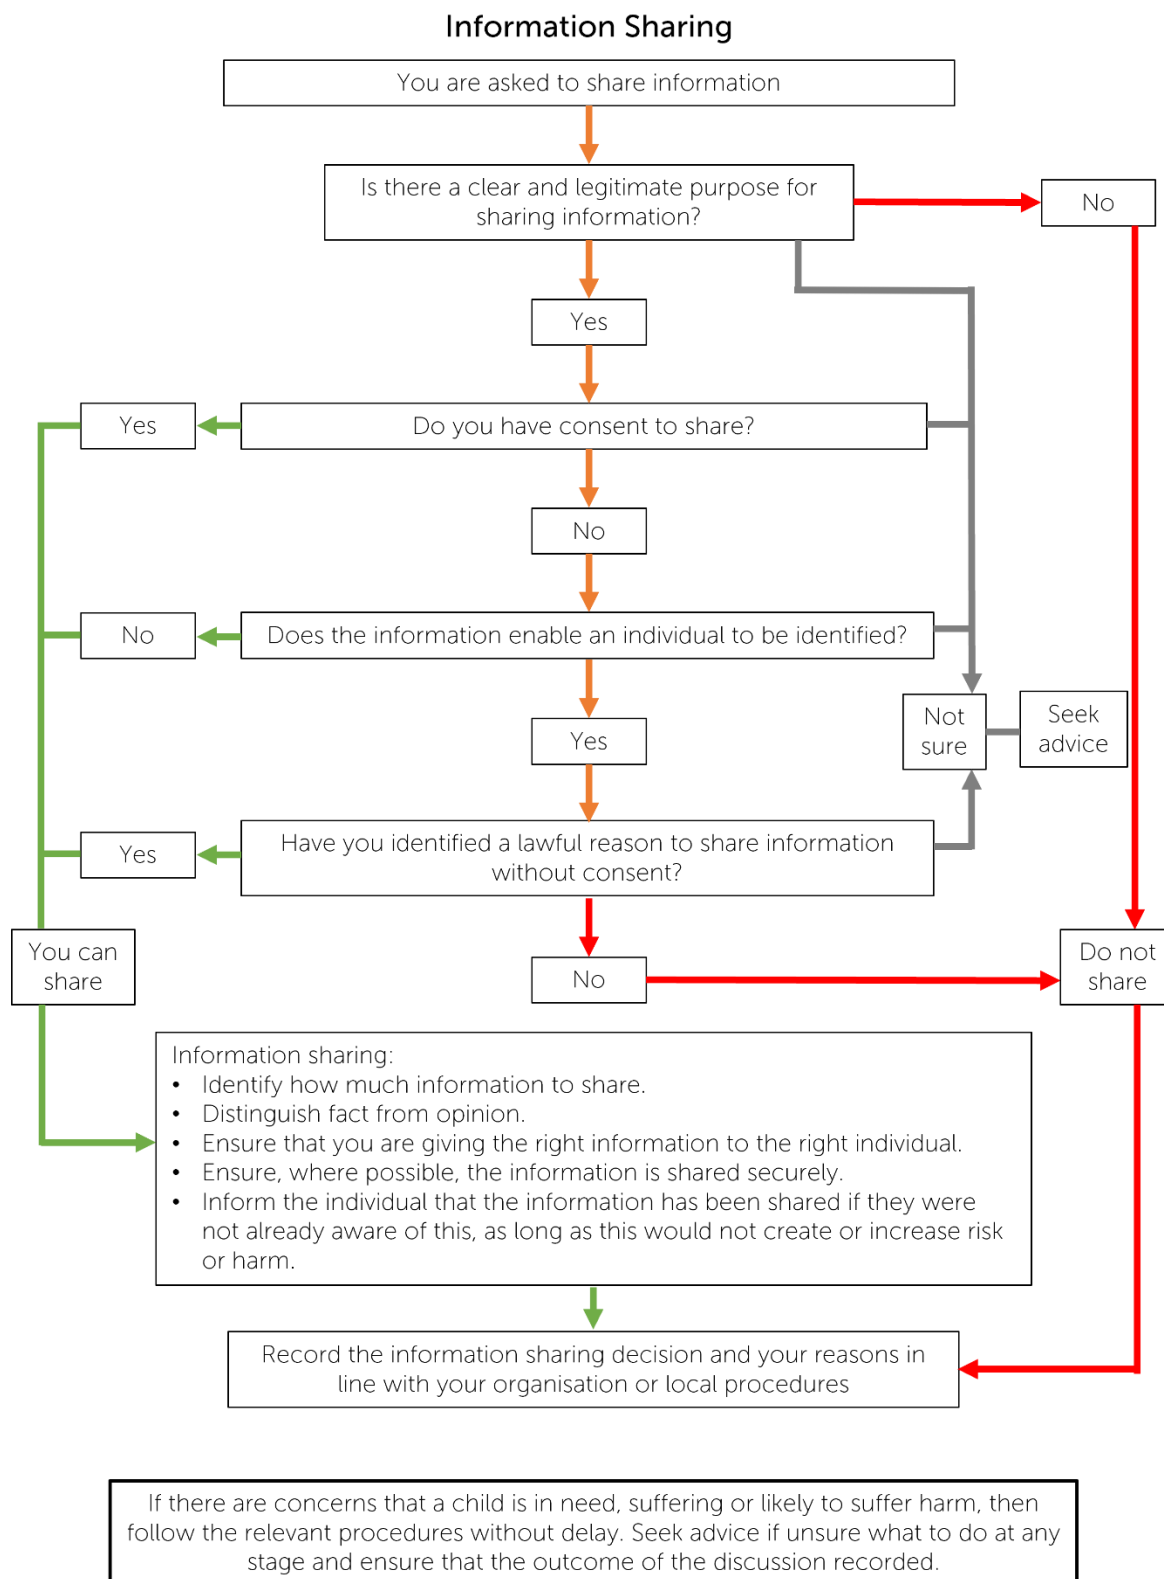 Information Sharing
You are asked to share information
Is there a clear and legitimate purpose for
sharing information?
No
Yes
Yes
Do you have consent to share?
No
No
Does the information enable an individual to be identified?
Yes
Not
sure
Seek
advice
Yes
Have you identified a lawful reason to share information
without consent?
You can
share
No
Do not
share
Information sharing:
• Identify how much information to share.
• Distinguish fact from opinion.
• Ensure that you are giving the right information to the right individual.
• Ensure, where possible, the information is shared securely.
• Inform the individual that the information has been shared if they were
not already aware of this, as long as this would not create or increase risk
or harm.
Record the information sharing decision and your reasons in
line with your organisation or local procedures
If there are concerns that a child is in need, suffering or likely to suffer harm, then
follow the relevant procedures without delay. Seek advice if unsure what to do at any
stage and ensure that the outcome of the discussion recorded.